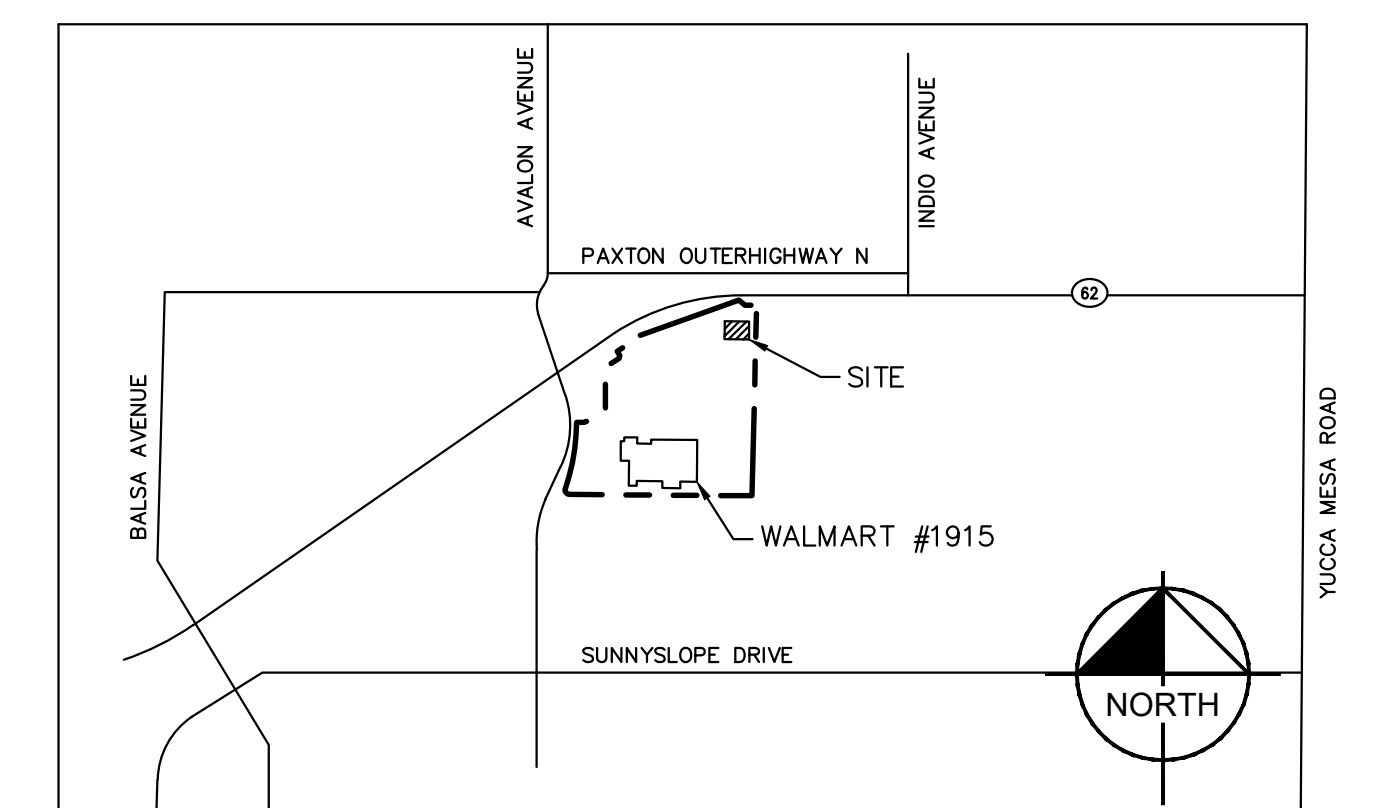 AVALON AVENUE
INDIO AVENUE
PAXTON OUTERHIGHWAY N
62
SITE
BALSA AVENUE
YUCCA MESA ROAD
WALMART #1915
SUNNYSLOPE DRIVE
NORTH